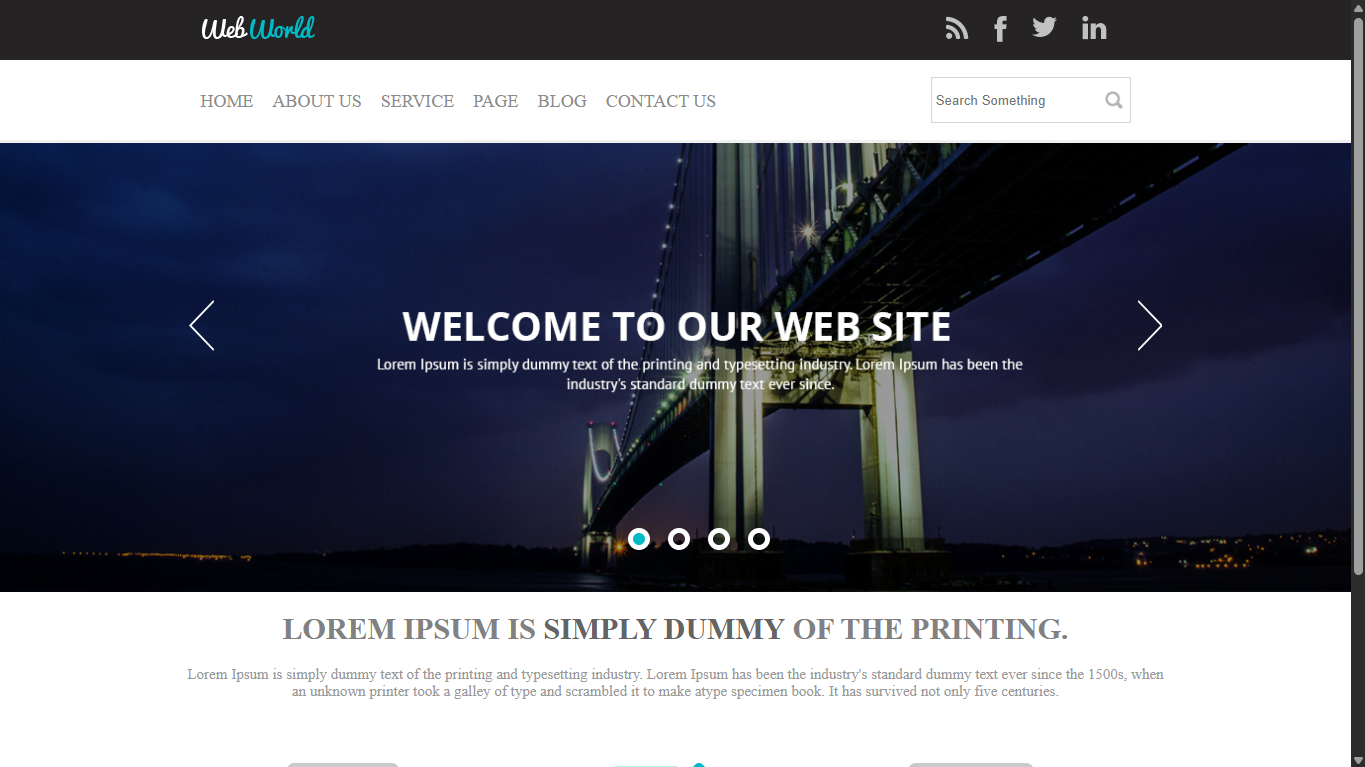 Web World
HOME ABOUT US SERVICE PAGE BLOG CONTACT US
Search Something
WELCOME TO OUR WEB SITE
Lorem Ipsum is simply dummy text of the printing and typesetting industry. Lorem Ipsum has been the
industry's standard dummy text ever since.
LOREM IPSUM IS SIMPLY DUMMY OF THE PRINTING.
Lorem Ipsum is simply dummy text of the printing and typesetting industry. Lorem Ipsum has been the industry's standard dummy text ever since the 1500s, when
an unknown printer took a galley of type and scrambled it to make atype specimen book. It has survived not only five centuries.